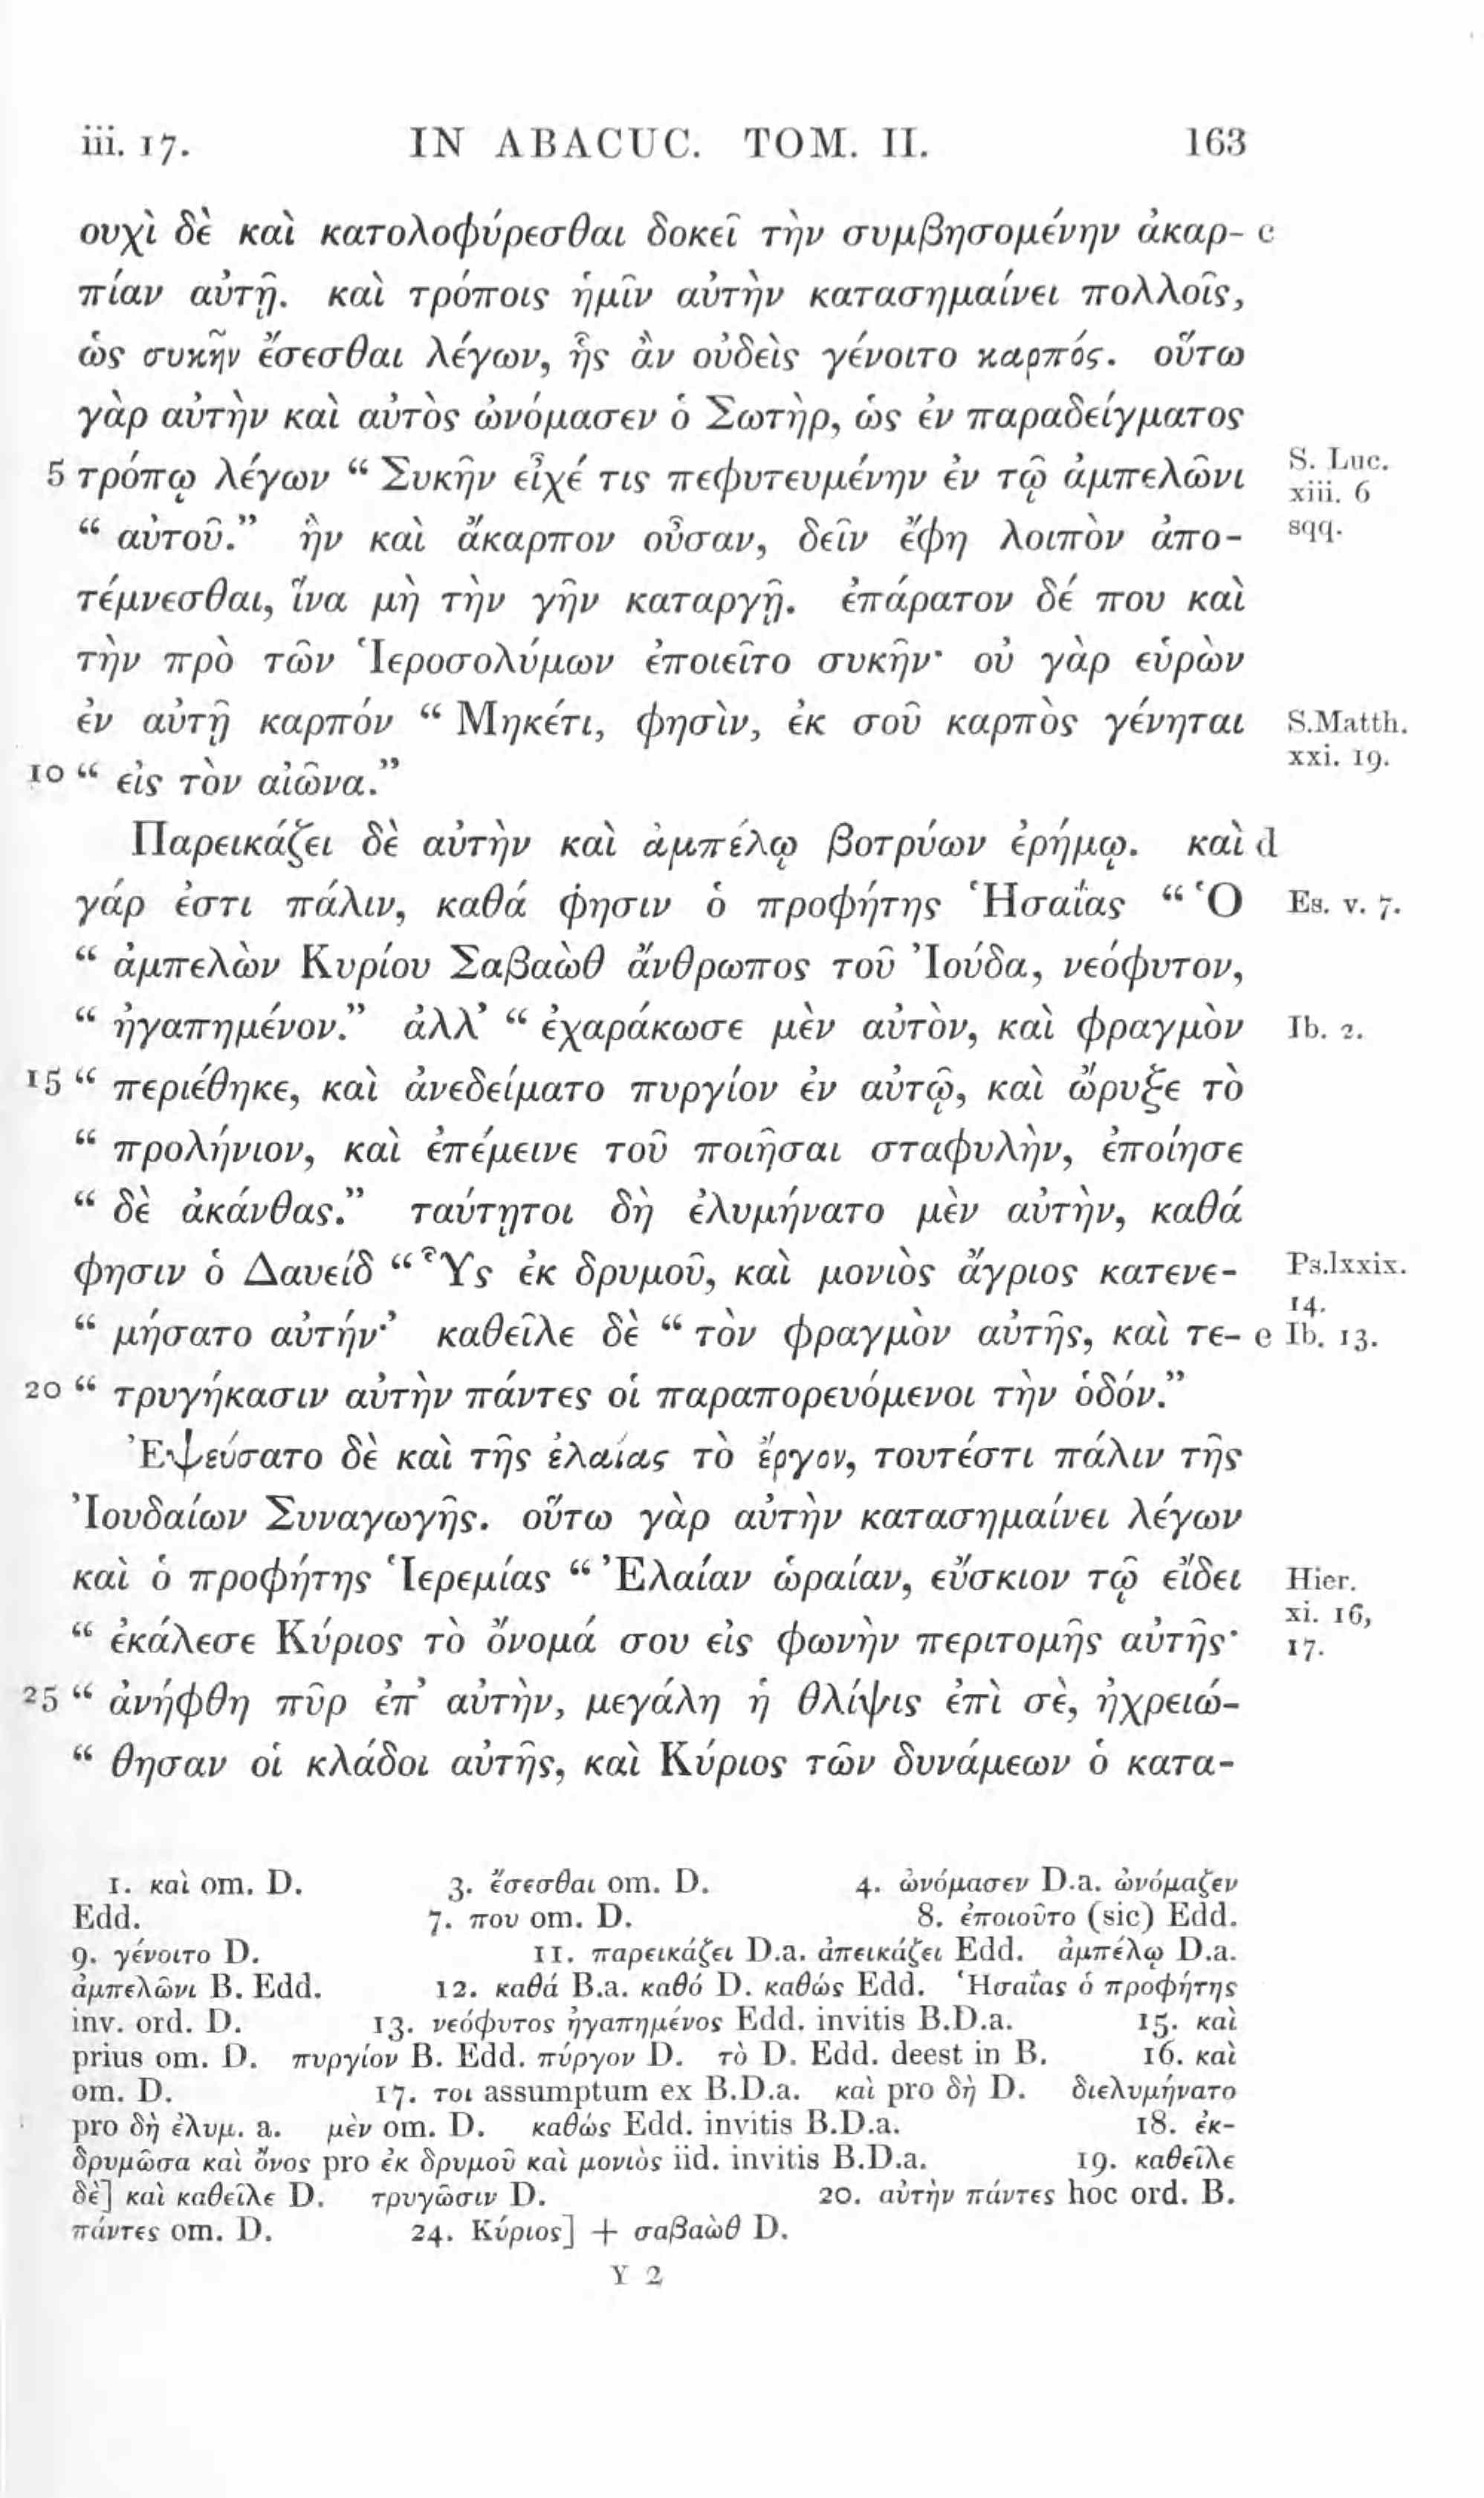 iii. 17. IN ABACUC. TOM. II. 163
ουχὶ δὲ καὶ κατολοφύρεσθαι δοκεῖ τὴν συμβησομένην ἀκαρ- c
πίαν αὐτῇ. καὶ τρόποις ἡμῖν αὐτὴν κατασημαίνει πολλοῖς,
ὡς συκῆν ἔσεσθαι λέγων, ἧς ἂν οὐδεὶς γένοιτο καρπός. οὕτω
γὰρ αὐτὴν καὶ αὐτὸς ὠνόμασεν ὁ Σωτὴρ, ὡς ἐν παραδείγματος
5 τρόπῳ λέγων “ Συκῆν εἶχέ τις πεφυτευμένην ἐν τῷ ἀμπελῶνι S. Luc. xiii. 6
“ αὐτοῦ.” ἣν καὶ ἄκαρπον οὖσαν, δεῖν ἔφη λοιπὸν ἀπο- sqq.
τέμνεσθαι, ἵνα μὴ τὴν γῆν καταργῇ. ἐπάρατον δέ που καὶ
τὴν πρὸ τῶν Ἱεροσολύμων ἐποιεῖτο συκῆν· οὐ γὰρ εὑρὼν
ἐν αὐτῇ καρπόν “ Μηκέτι, φησὶν, ἐκ σοῦ καρπὸς γένηται S.Matth.
10 “ εἰς τὸν αἰῶνα.” xxi. 19.
Παρεικάζει δὲ αὐτὴν καὶ ἀμπέλῳ βοτρύων ἐρήμῳ. καὶ d
γάρ ἐστι πάλιν, καθά φησιν ὁ προφήτης Ἡσαΐας “ Ὁ Es. v. 7.
“ ἀμπελὼν Κυρίου Σαβαὼθ ἄνθρωπος τοῦ Ἰούδα, νεόφυτον,
“ ἠγαπημένον.” ἀλλ’ “ ἐχαράκωσε μὲν αὐτὸν, καὶ φραγμὸν Ib. 2.
15 “ περιέθηκε, καὶ ἀνεδείματο πυργίον ἐν αὐτῷ, καὶ ὤρυξε τὸ
“ προλήνιον, καὶ ἐπέμεινε τοῦ ποιῆσαι σταφυλὴν, ἐποίησε
“ δὲ ἀκάνθας.” ταύτῃτοι δὴ ἐλυμήνατο μὲν αὐτὴν, καθά
φησιν ὁ Δαυείδ “ Ὗς ἐκ δρυμοῦ, καὶ μονιὸς ἄγριος κατενε- Ps.lxxix. 14.
“ μήσατο αὐτήν·’ καθεῖλε δὲ “ τὸν φραγμὸν αὐτῆς, καὶ τε- e Ib. 13.
20 “ τρυγήκασιν αὐτὴν πάντες οἱ παραπορευόμενοι τὴν ὁδόν.”
Ἐψεύσατο δὲ καὶ τῆς ἐλαίας τὸ ἔργον, τουτέστι πάλιν τῆς
Ἰουδαίων Συναγωγῆς. οὕτω γὰρ αὐτὴν κατασημαίνει λέγων
καὶ ὁ προφήτης Ἱερεμίας “ Ἐλαίαν ὡραίαν, εὔσκιον τῷ εἴδει Hier. xi. 16,
“ ἐκάλεσε Κύριος τὸ ὄνομά σου εἰς φωνὴν περιτομῆς αὐτῆς· 17.
25 “ ἀνήφθη πῦρ ἐπ’ αὐτὴν, μεγάλη ἡ θλίψις ἐπὶ σὲ, ἠχρειώ-
“ θησαν οἱ κλάδοι αὐτῆς, καὶ Κύριος τῶν δυνάμεων ὁ κατα-
1. καὶ om. D. 3. ἔσεσθαι om. D. 4. ὠνόμασεν D.a. ὠνόμαζεν
Edd. 7. που om. D. 8. ἐποιοῦτο (sic) Edd.
9. γένοιτο D. 11. παρεικάζει D.a. ἀπεικάζει Edd. ἀμπέλῳ D.a.
ἀμπελῶνι B. Edd. 12. καθά B.a. καθό D. καθώς Edd. Ἡσαΐας ὁ προφήτης
inv. ord. D. 13. νεόφυτος ἠγαπημένος Edd. invitis B.D.a. 15. καὶ
prius om. D. πυργίον B. Edd. πύργον D. τὸ D. Edd. deest in B. 16. καὶ
om. D. 17. τοι assumptum ex B.D.a. καὶ pro δὴ D. διελυμήνατο
pro δὴ ἐλυμ. a. μὲν om. D. καθώς Edd. invitis B.D.a. 18. ἐκ-
δρυμῶσα καὶ ὄνος pro ἐκ δρυμοῦ καὶ μονιὸς iid. invitis B.D.a. 19. καθεῖλε
δὲ] καὶ καθεῖλε D. τρυγῶσιν D. 20. αὐτὴν πάντες hoc ord. B.
πάντες om. D. 24. Κύριος] + σαβαὼθ D.
Y 2